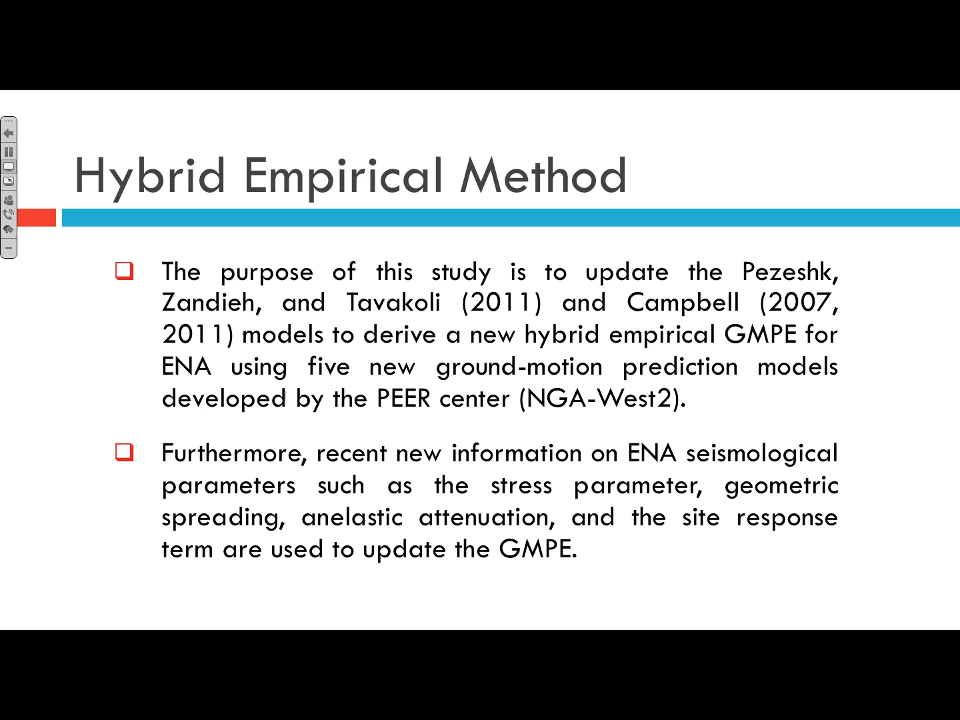 Hybrid Empirical Method
The purpose of this study is to update the Pezeshk,
Zandieh, and Tavakoli (2011) and Campbell (2007,
2011) models to derive a new hybrid empirical GMPE for
ENA using five new ground-motion prediction models
developed by the PEER center (NGA-West2).
Furthermore, recent new information on ENA seismological
parameters such as the stress parameter, geometric
spreading, anelastic attenuation, and the site response
term are used to update the GMPE.